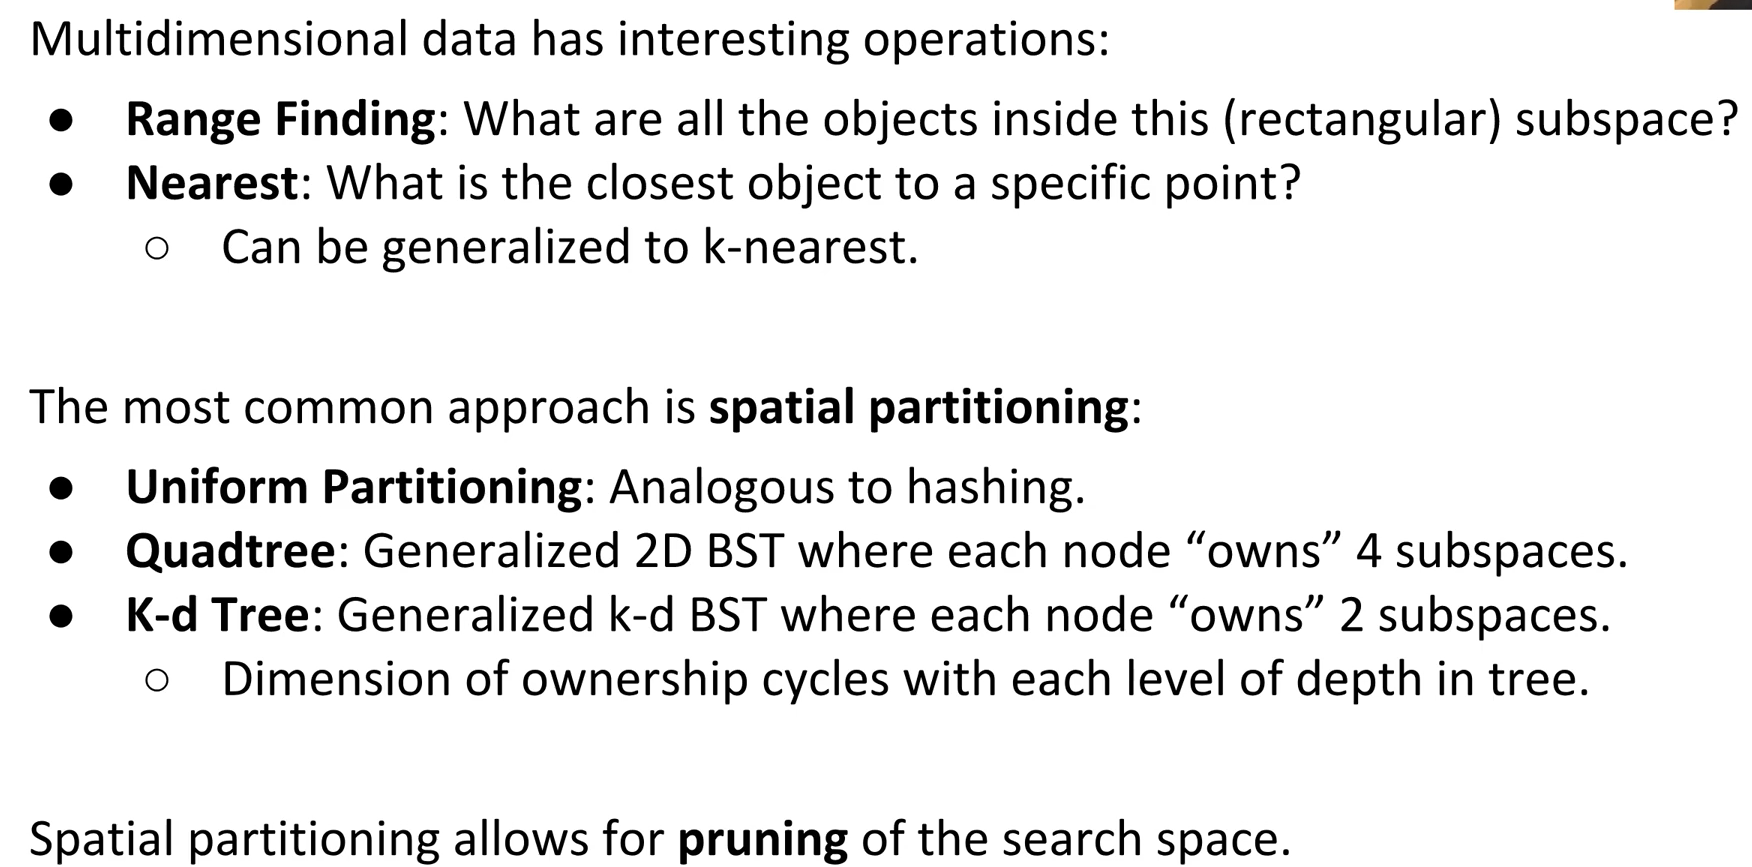 Multidimensional data has interesting operations:
● Range Finding: What are all the objects inside this (rectangular) subspace?
● Nearest: What is the closest object to a specific point?
○ Can be generalized to k-nearest.
The most common approach is spatial partitioning:
● Uniform Partitioning: Analogous to hashing.
● Quadtree: Generalized 2D BST where each node “owns” 4 subspaces.
● K-d Tree: Generalized k-d BST where each node “owns” 2 subspaces.
○ Dimension of ownership cycles with each level of depth in tree.
Spatial partitioning allows for pruning of the search space.